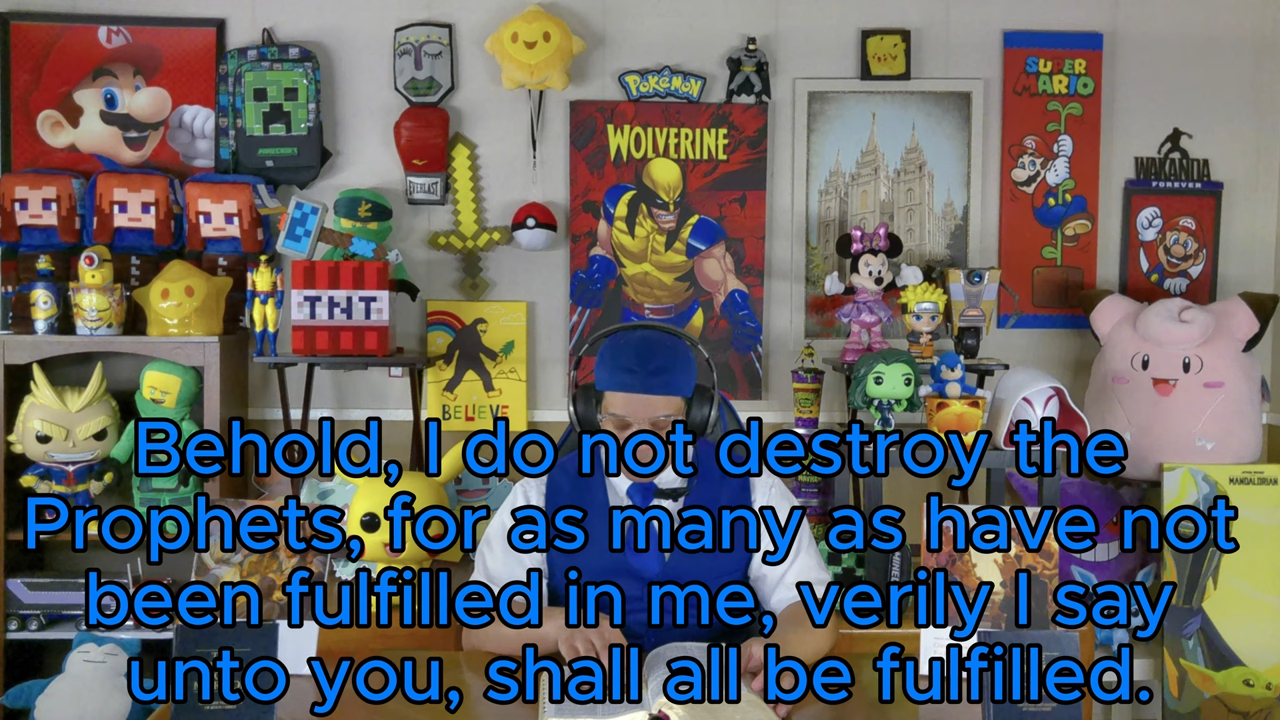 M
MINECRAFT
EVERLAST
POKÉMON
WOLVERINE
SUPER
MARIO
WAKANDA
FOREVER
TNT
BELIEVE
MANDALORIAN
Behold, I do not destroy the
Prophets, for as many as have not
been fulfilled in me, verily I say
unto you, shall all be fulfilled.